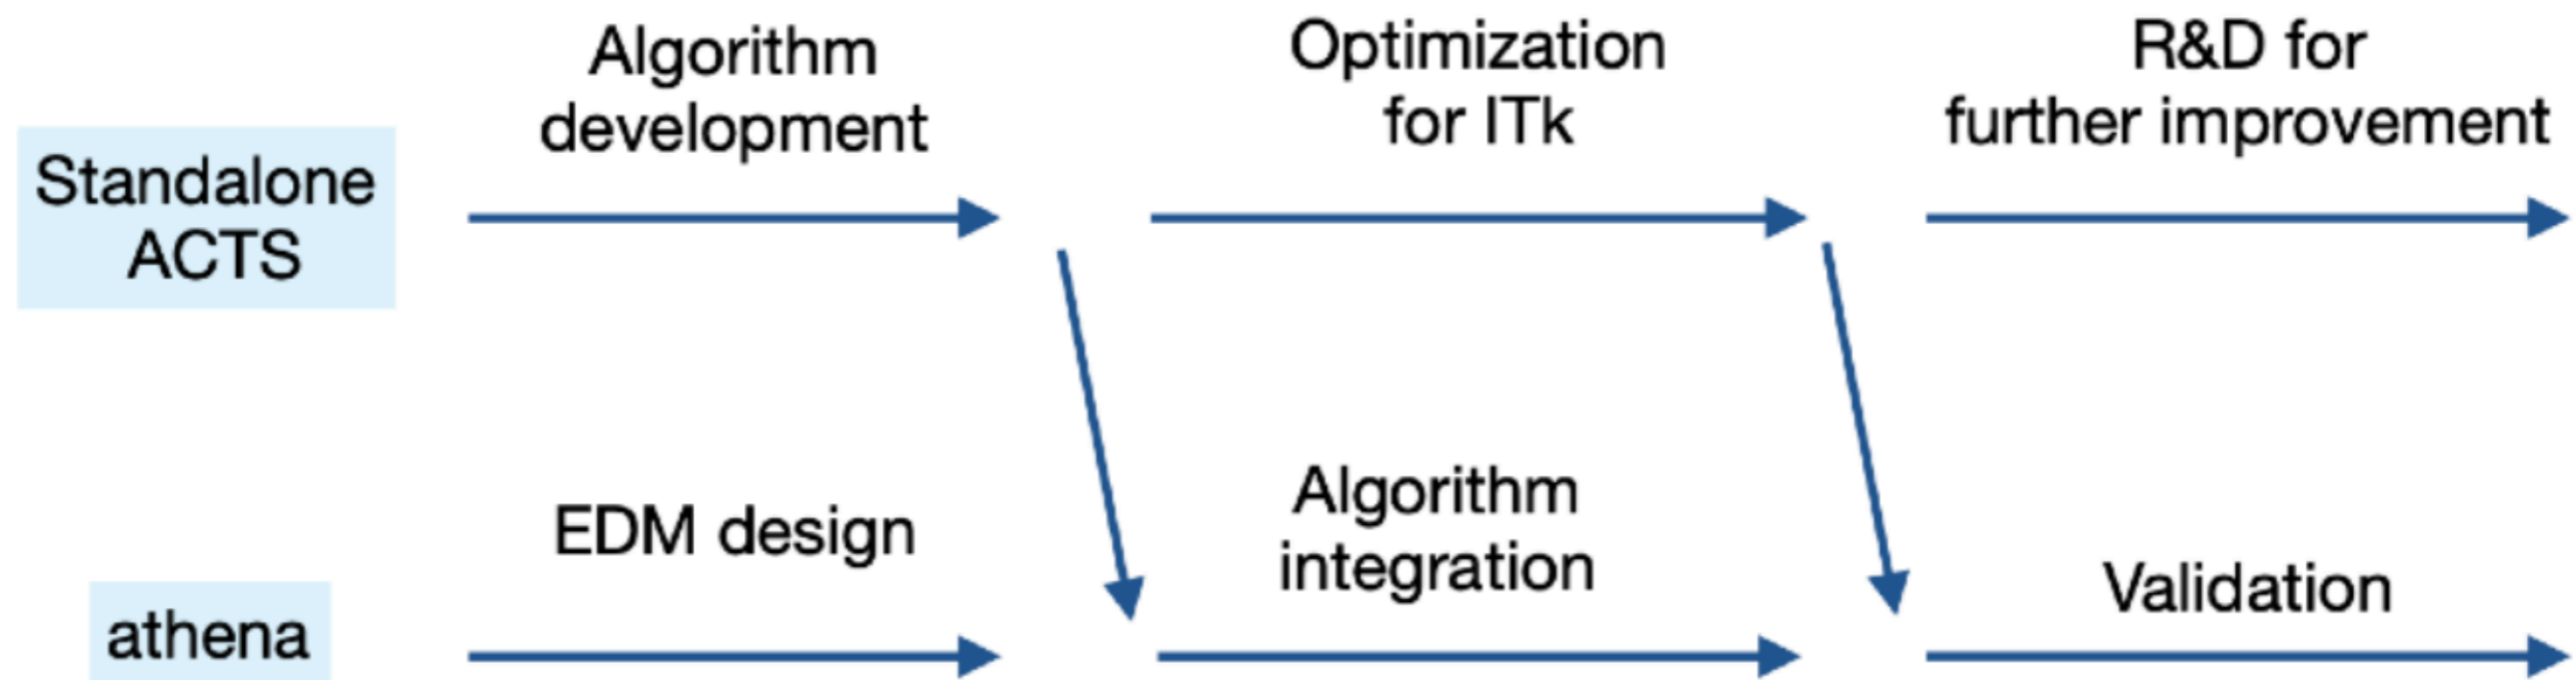 Standalone
ACTS
Algorithm
development
Optimization
for ITk
R&D for
further improvement
athena
EDM design
Algorithm
integration
Validation